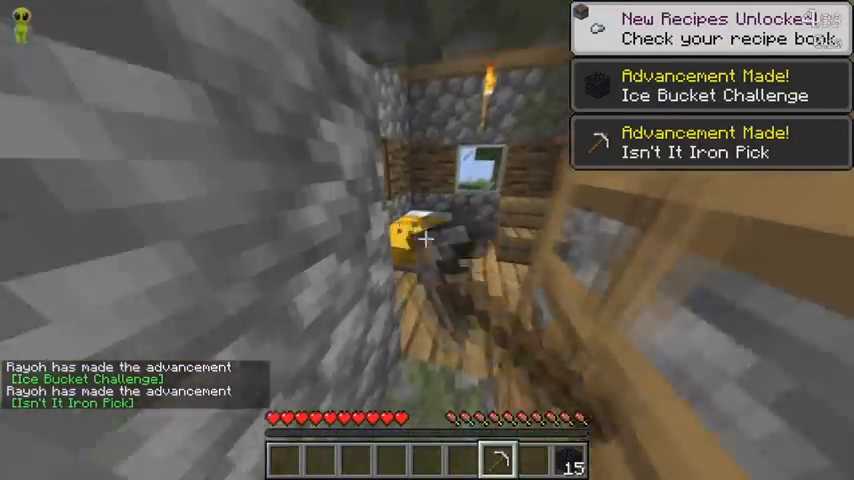 New Recipes Unlocked!
Check your recipe book
Advancement Made!
Ice Bucket Challenge
Advancement Made!
Isn't It Iron Pick
Rayoh has made the advancement
[Ice Bucket Challenge]
Rayoh has made the advancement
[Isn't It Iron Pick]
15